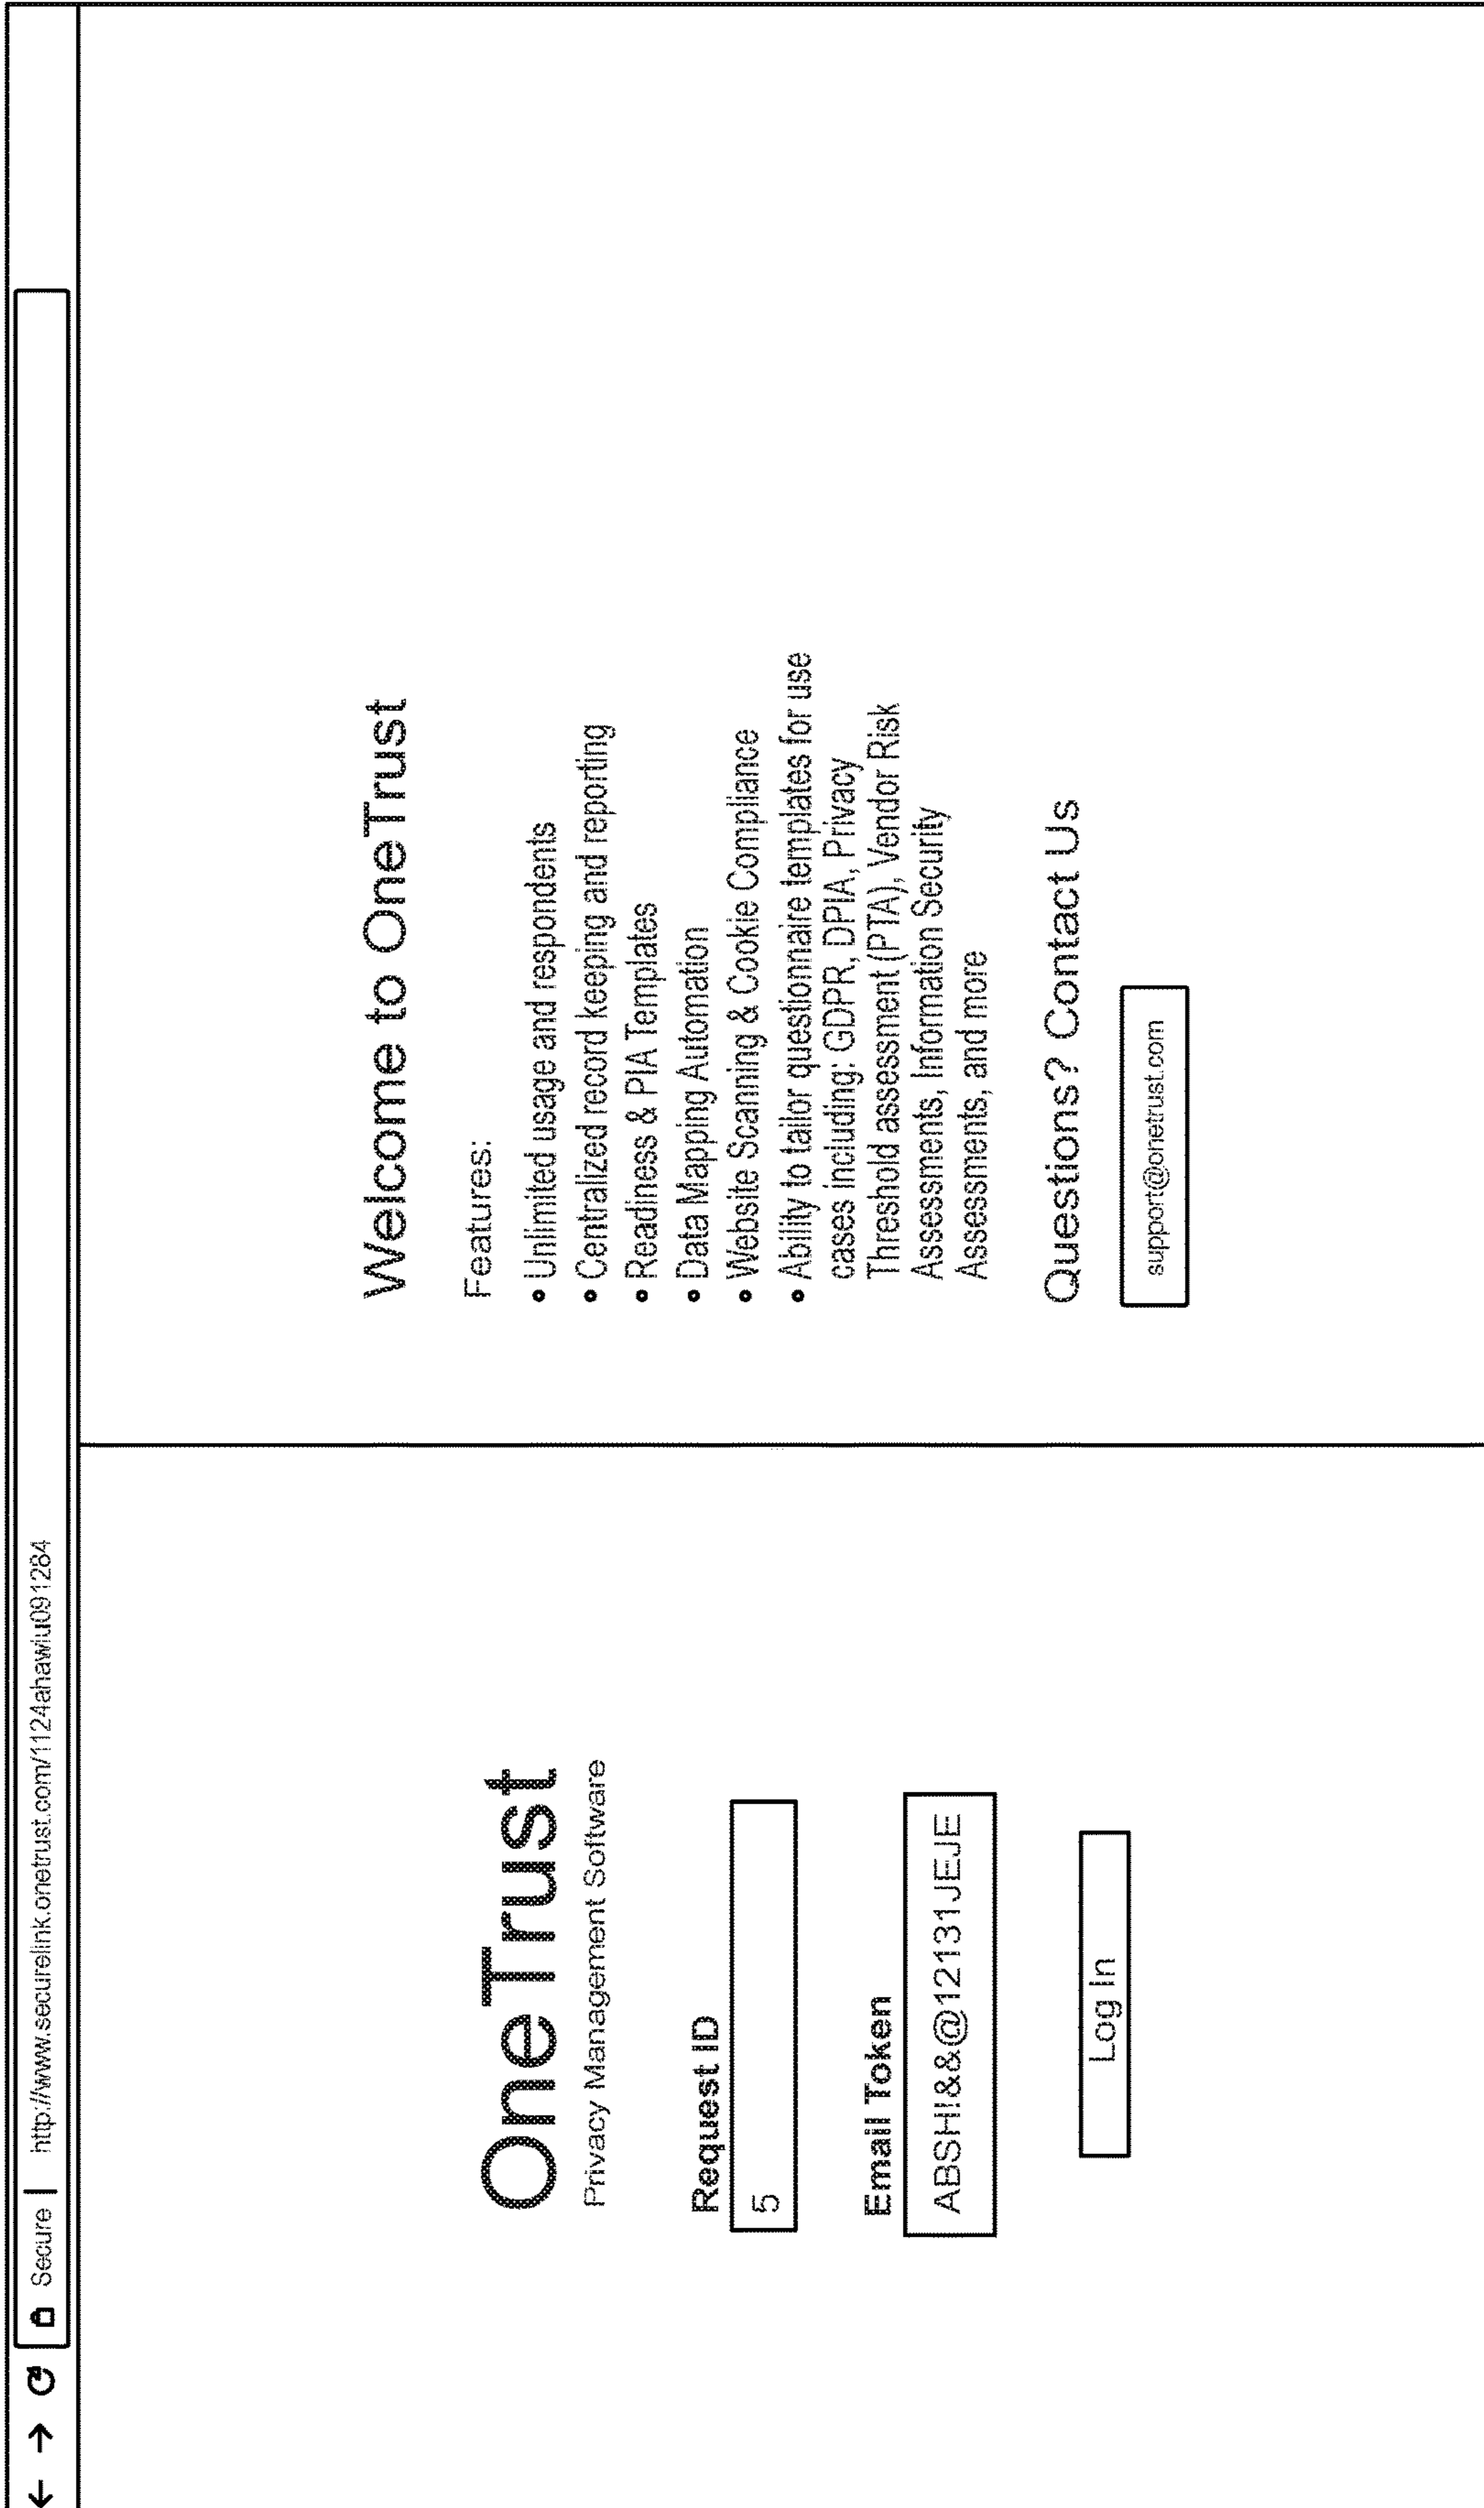 Secure | http://www.securelink.onetrust.com/1124ahawiu091284
OneTrust
Privacy Management Software
Request ID
5
Email Token
ABSHI&&@12131JEJE
Log In
Welcome to OneTrust
Features:
• Unlimited usage and respondents
• Centralized record keeping and reporting
• Readiness & PIA Templates
• Data Mapping Automation
• Website Scanning & Cookie Compliance
• Ability to tailor questionnaire templates for use
cases including: GDPR, DPIA, Privacy
Threshold assessment (PTA), Vendor Risk
Assessments, Information Security
Assessments, and more
Questions? Contact Us
support@onetrust.com